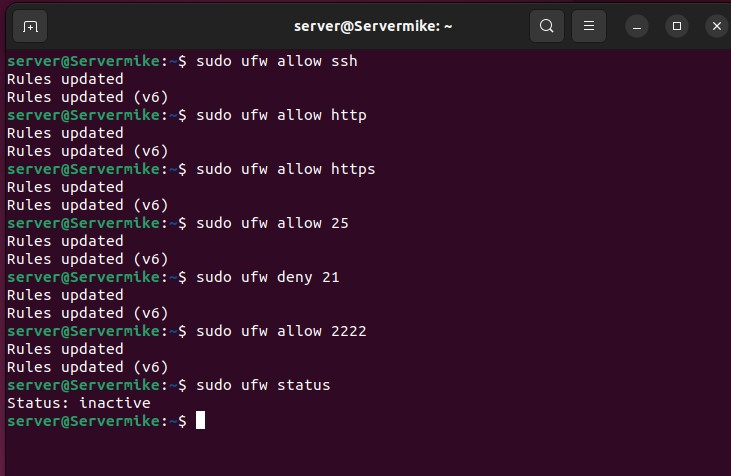 server@Servermike: ~
server@Servermike:~$ sudo ufw allow ssh
Rules updated
Rules updated (v6)
server@Servermike:~$ sudo ufw allow http
Rules updated
Rules updated (v6)
server@Servermike:~$ sudo ufw allow https
Rules updated
Rules updated (v6)
server@Servermike:~$ sudo ufw allow 25
Rules updated
Rules updated (v6)
server@Servermike:~$ sudo ufw deny 21
Rules updated
Rules updated (v6)
server@Servermike:~$ sudo ufw allow 2222
Rules updated
Rules updated (v6)
server@Servermike:~$ sudo ufw status
Status: inactive
server@Servermike:~$